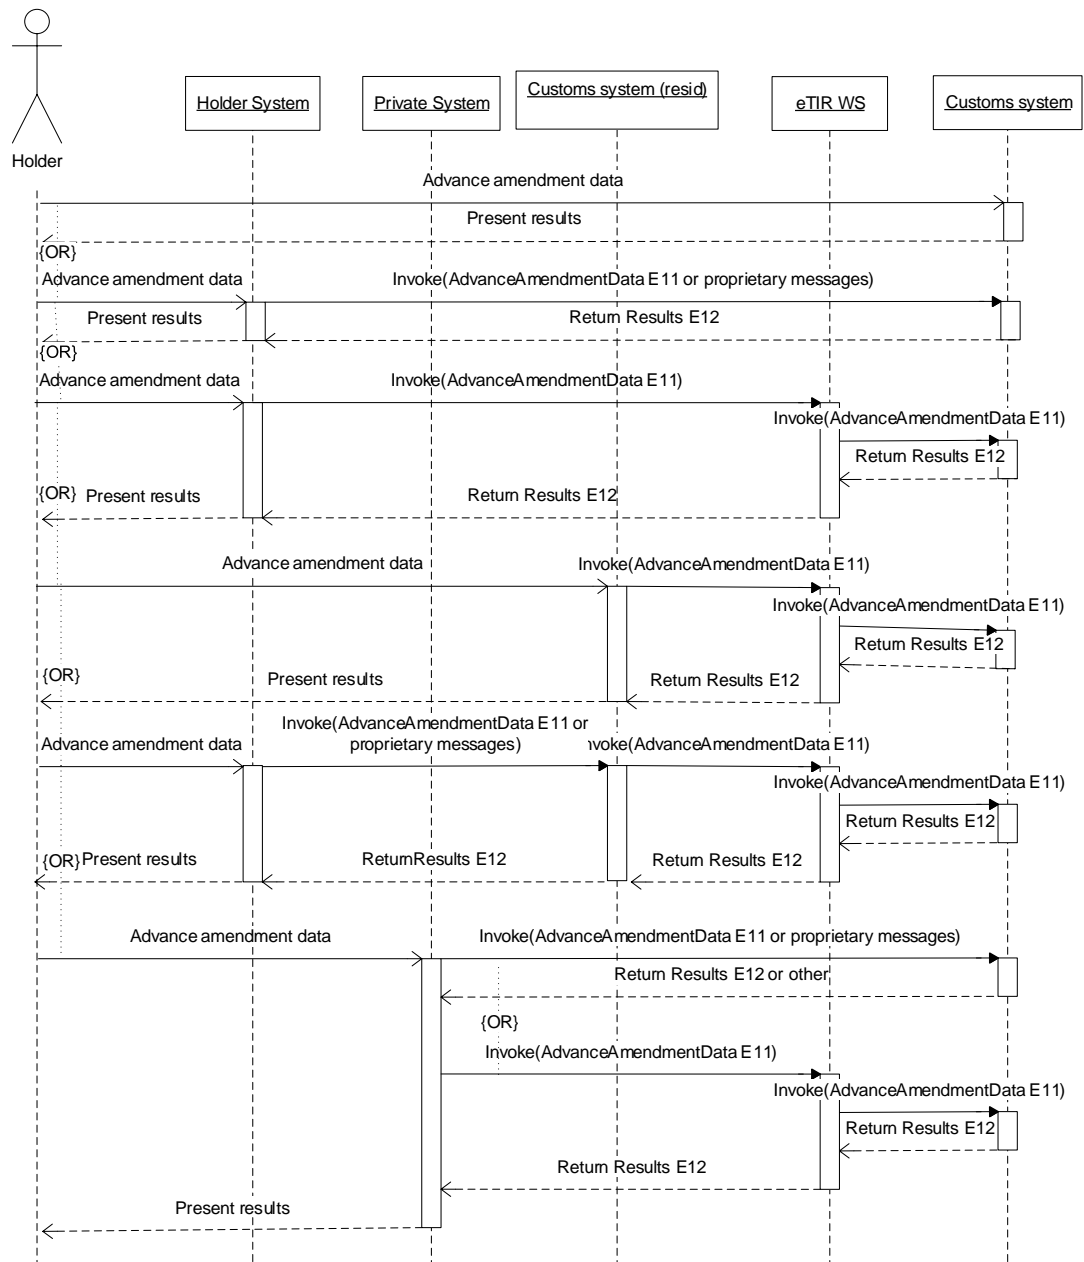 Holder System
Private System
Customs system (resid)
eTIR WS
Customs system
Holder
Advance amendment data
Present results
{OR}
Advance amendment data
Invoke(AdvanceAmendmentData E11 or proprietary messages)
Present results
Return Results E12
{OR}
Advance amendment data
Invoke(AdvanceAmendmentData E11)
Invoke(AdvanceAmendmentData E11)
Return Results E12
{OR}
Present results
Return Results E12
Advance amendment data
Invoke(AdvanceAmendmentData E11)
Invoke(AdvanceAmendmentData E11)
Return Results E12
{OR}
Present results
Return Results E12
Invoke(AdvanceAmendmentData E11 or
proprietary messages)
Advance amendment data
nvoke(AdvanceAmendmentData E11)
Invoke(AdvanceAmendmentData E11)
Return Results E12
{OR}
Present results
ReturnResults E12
Return Results E12
Advance amendment data
Invoke(AdvanceAmendmentData E11 or proprietary messages)
Return Results E12 or other
{OR}
Invoke(AdvanceAmendmentData E11)
Invoke(AdvanceAmendmentData E11)
Return Results E12
Return Results E12
Present results